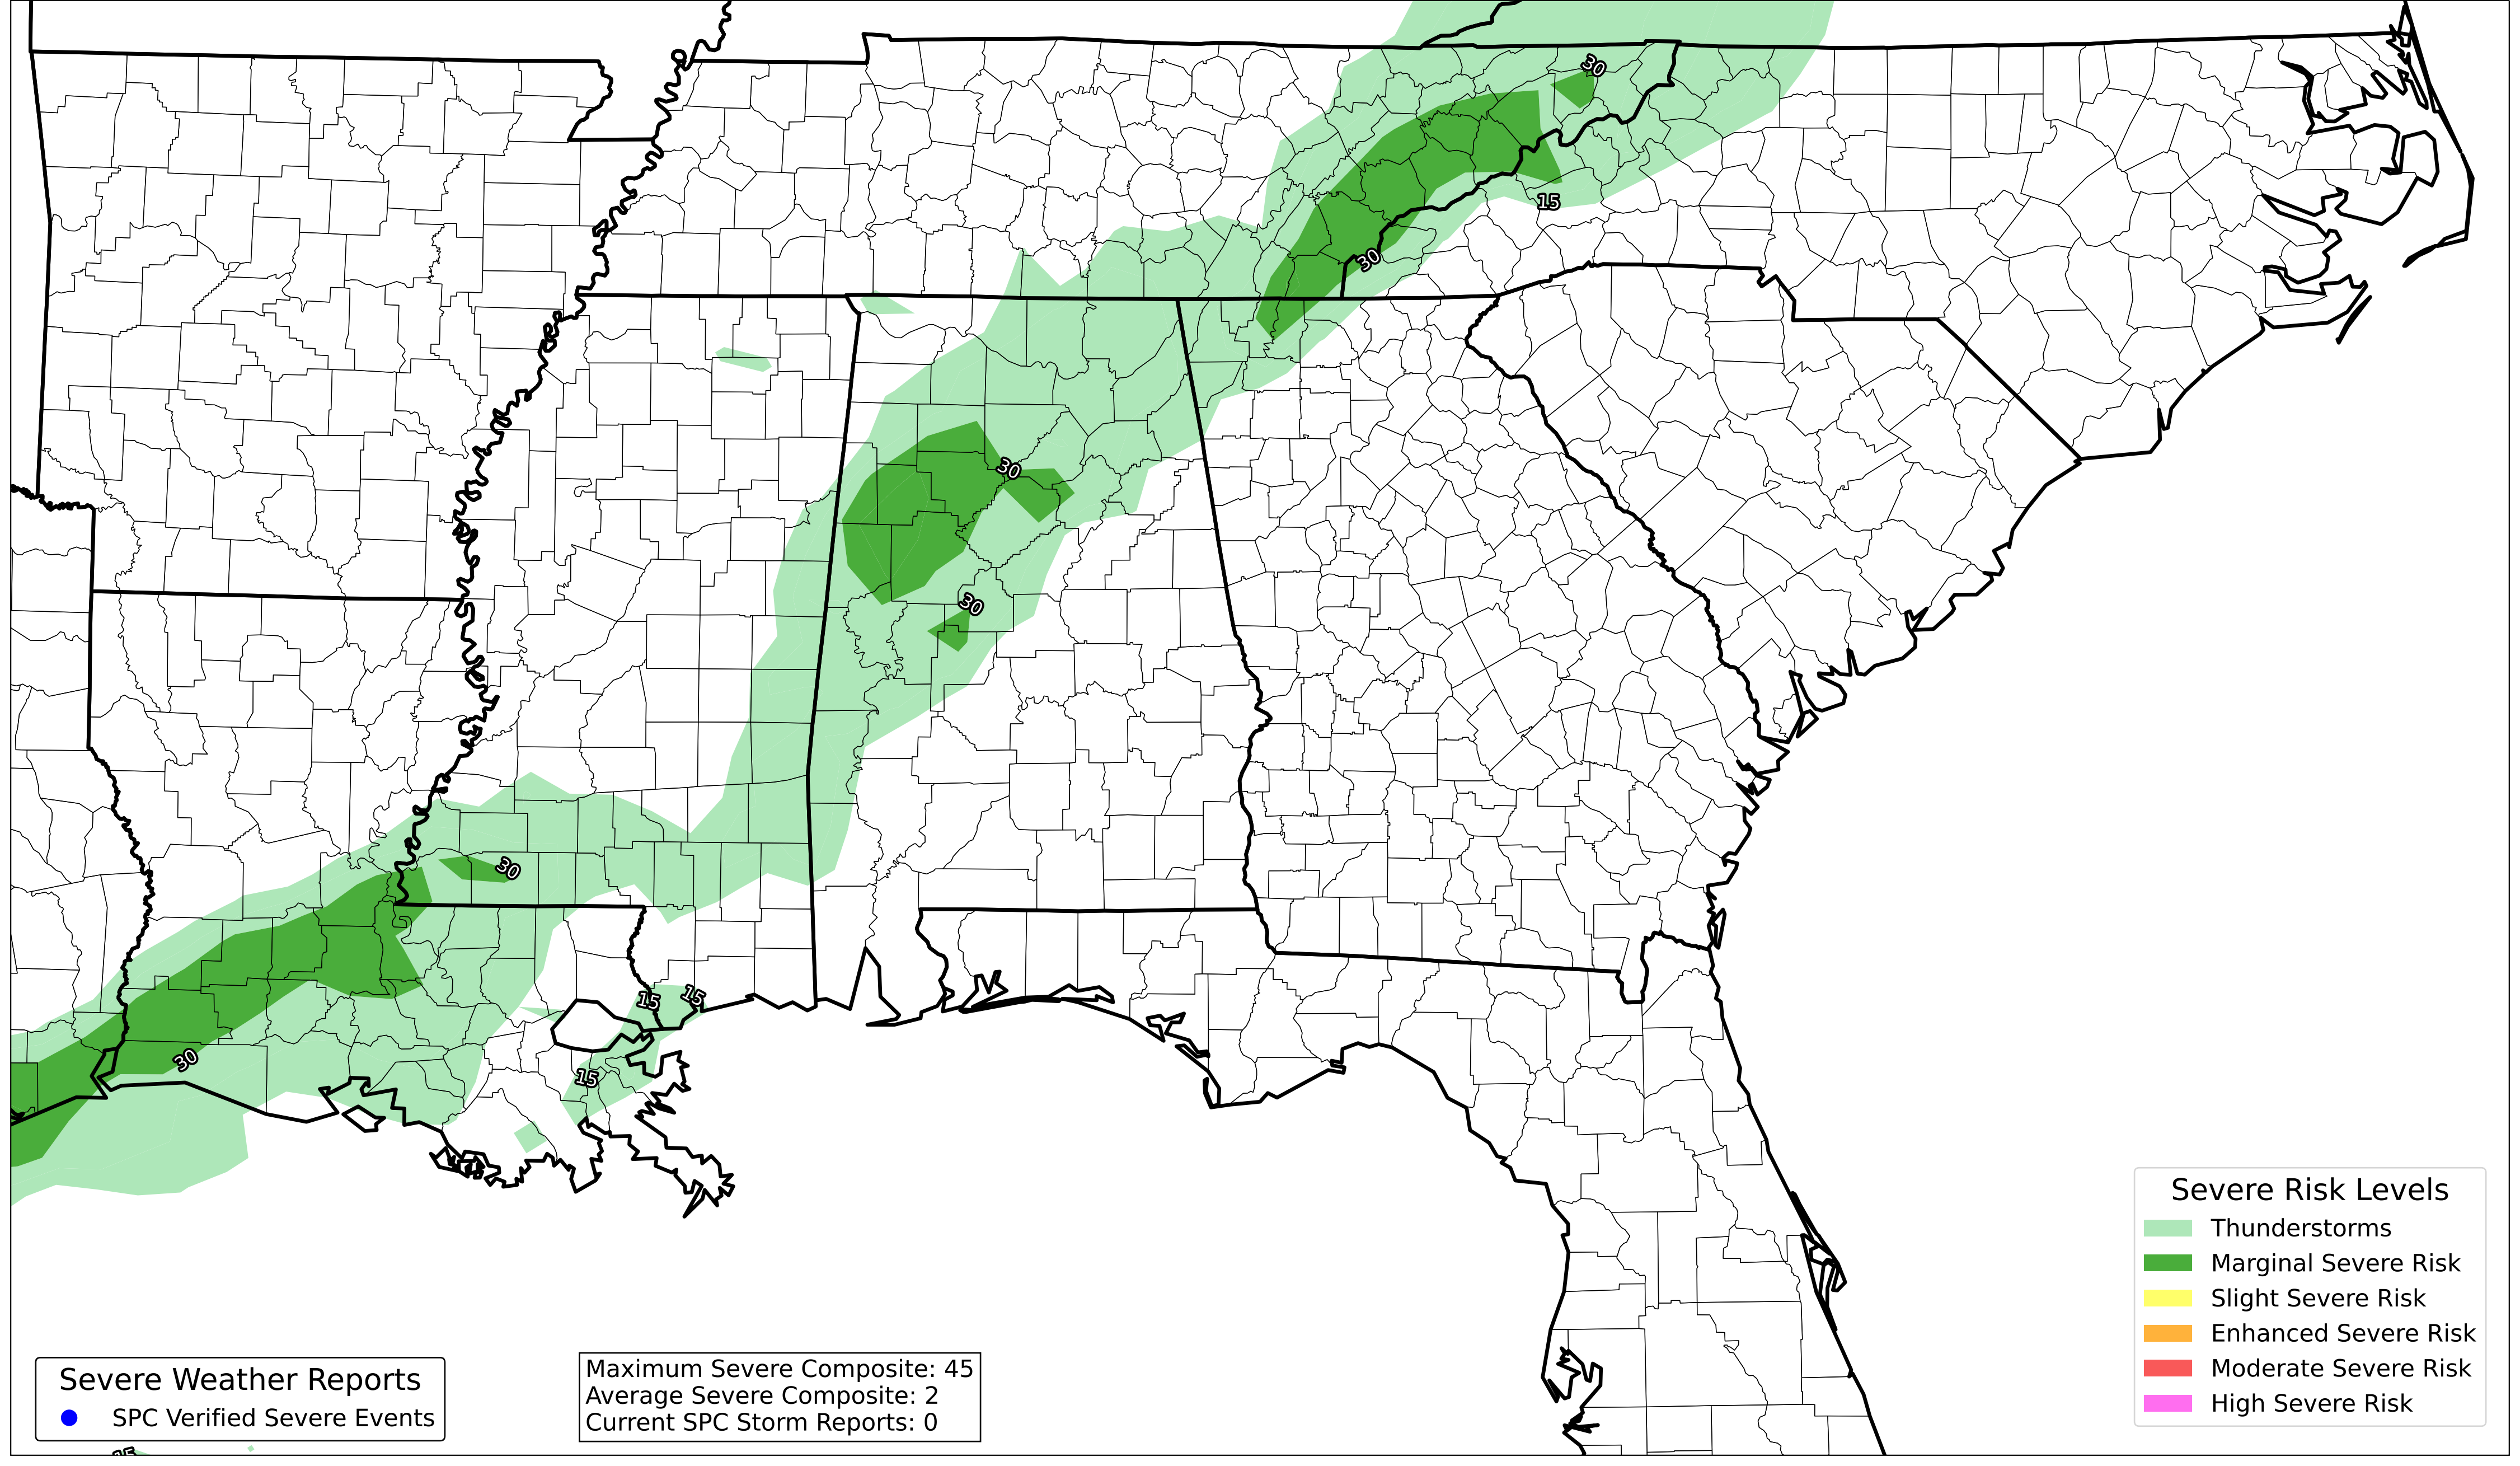 30
15
30
30
30
30
15
15
30
15
Severe Risk Levels
Thunderstorms
Marginal Severe Risk
Slight Severe Risk
Enhanced Severe Risk
Moderate Severe Risk
High Severe Risk
Maximum Severe Composite: 45
Average Severe Composite: 2
Current SPC Storm Reports: 0
Severe Weather Reports
SPC Verified Severe Events
15